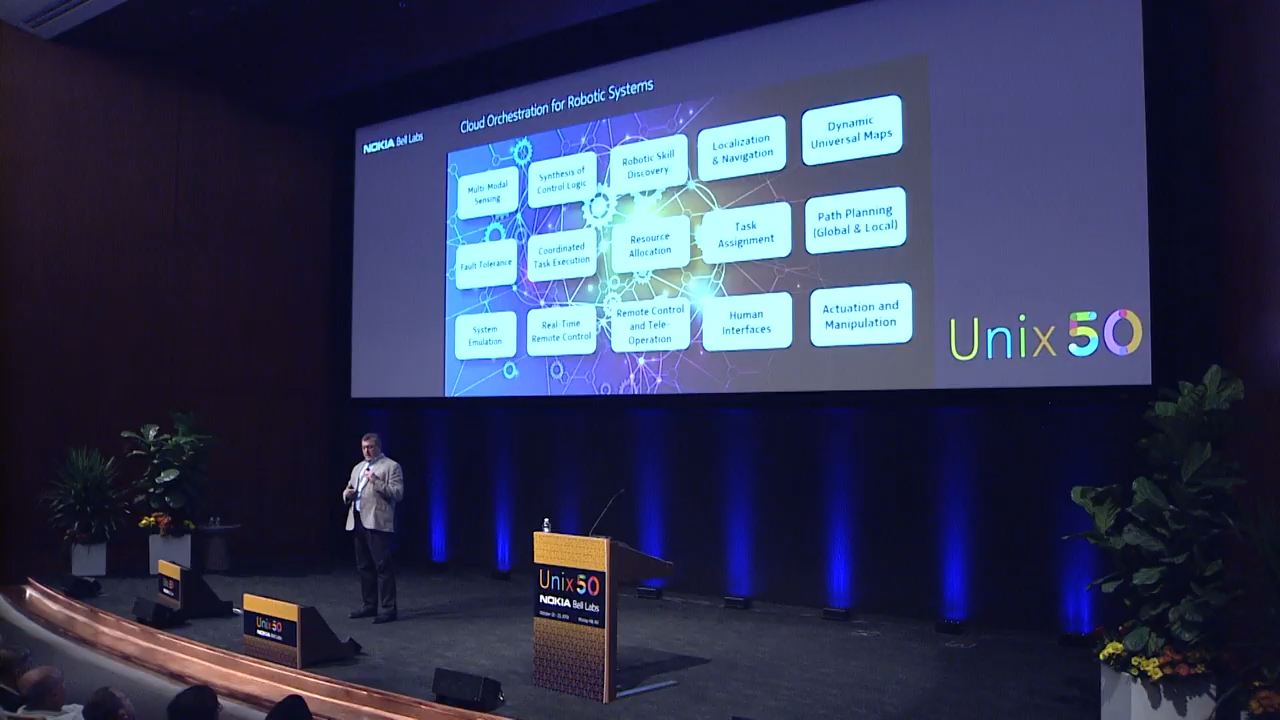 Cloud Orchestration for Robotic Systems
NOKIA Bell Labs
Multi-Modal
Sensing
Synthesis of
Control Logic
Robotic Skill
Discovery
Localization
& Navigation
Dynamic
Universal Maps
Fault Tolerance
Coordinated
Task Execution
Resource
Allocation
Task
Assignment
Path Planning
(Global & Local)
System
Emulation
Real-Time
Remote Control
Remote Control
and Tele-
Operation
Human
Interfaces
Actuation and
Manipulation
Unix 50
Unix 50
NOKIA Bell Labs
Unix 50
NOKIA Bell Labs